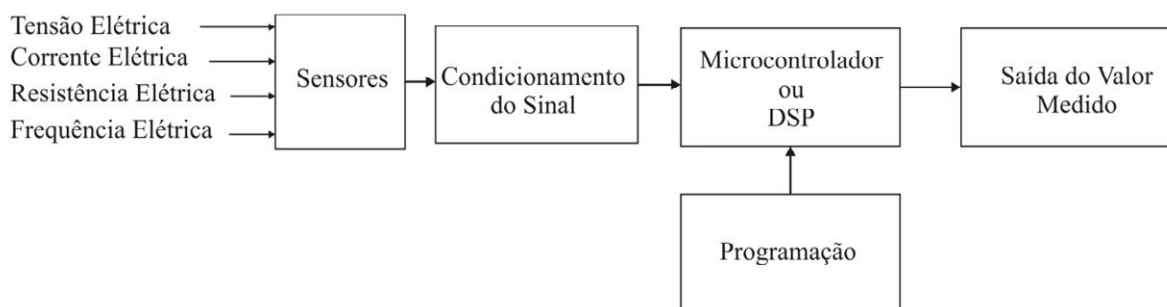 Tensão Elétrica
Corrente Elétrica
Resistência Elétrica
Frequência Elétrica
Sensores
Condicionamento
do Sinal
Microcontrolador
ou
DSP
Saída do Valor
Medido
Programação